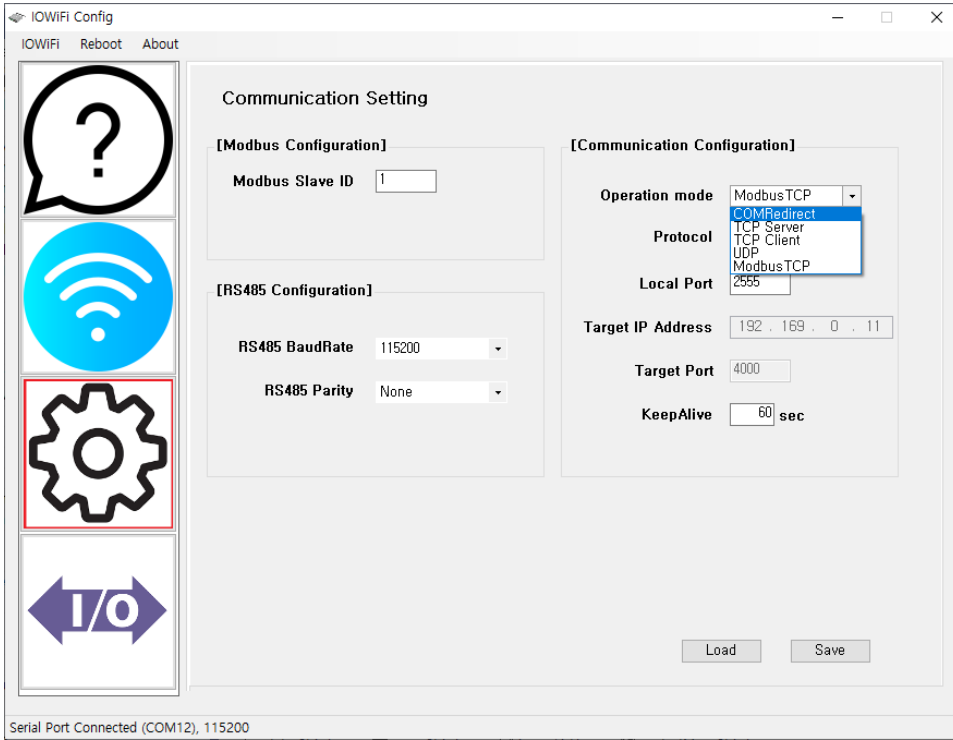 IOWiFi Config
IOWiFi Reboot About
?
Communication Setting
[Modbus Configuration]
Modbus Slave ID 1
[RS485 Configuration]
RS485 BaudRate 115200
RS485 Parity None
[Communication Configuration]
Operation mode ModbusTCP
COMRedirect
TCP Server
TCP Client
UDP
ModbusTCP
Protocol
Local Port 2555
Target IP Address 192 . 169 . 0 . 11
Target Port 4000
KeepAlive 60 sec
I/O
Load Save
Serial Port Connected (COM12), 115200